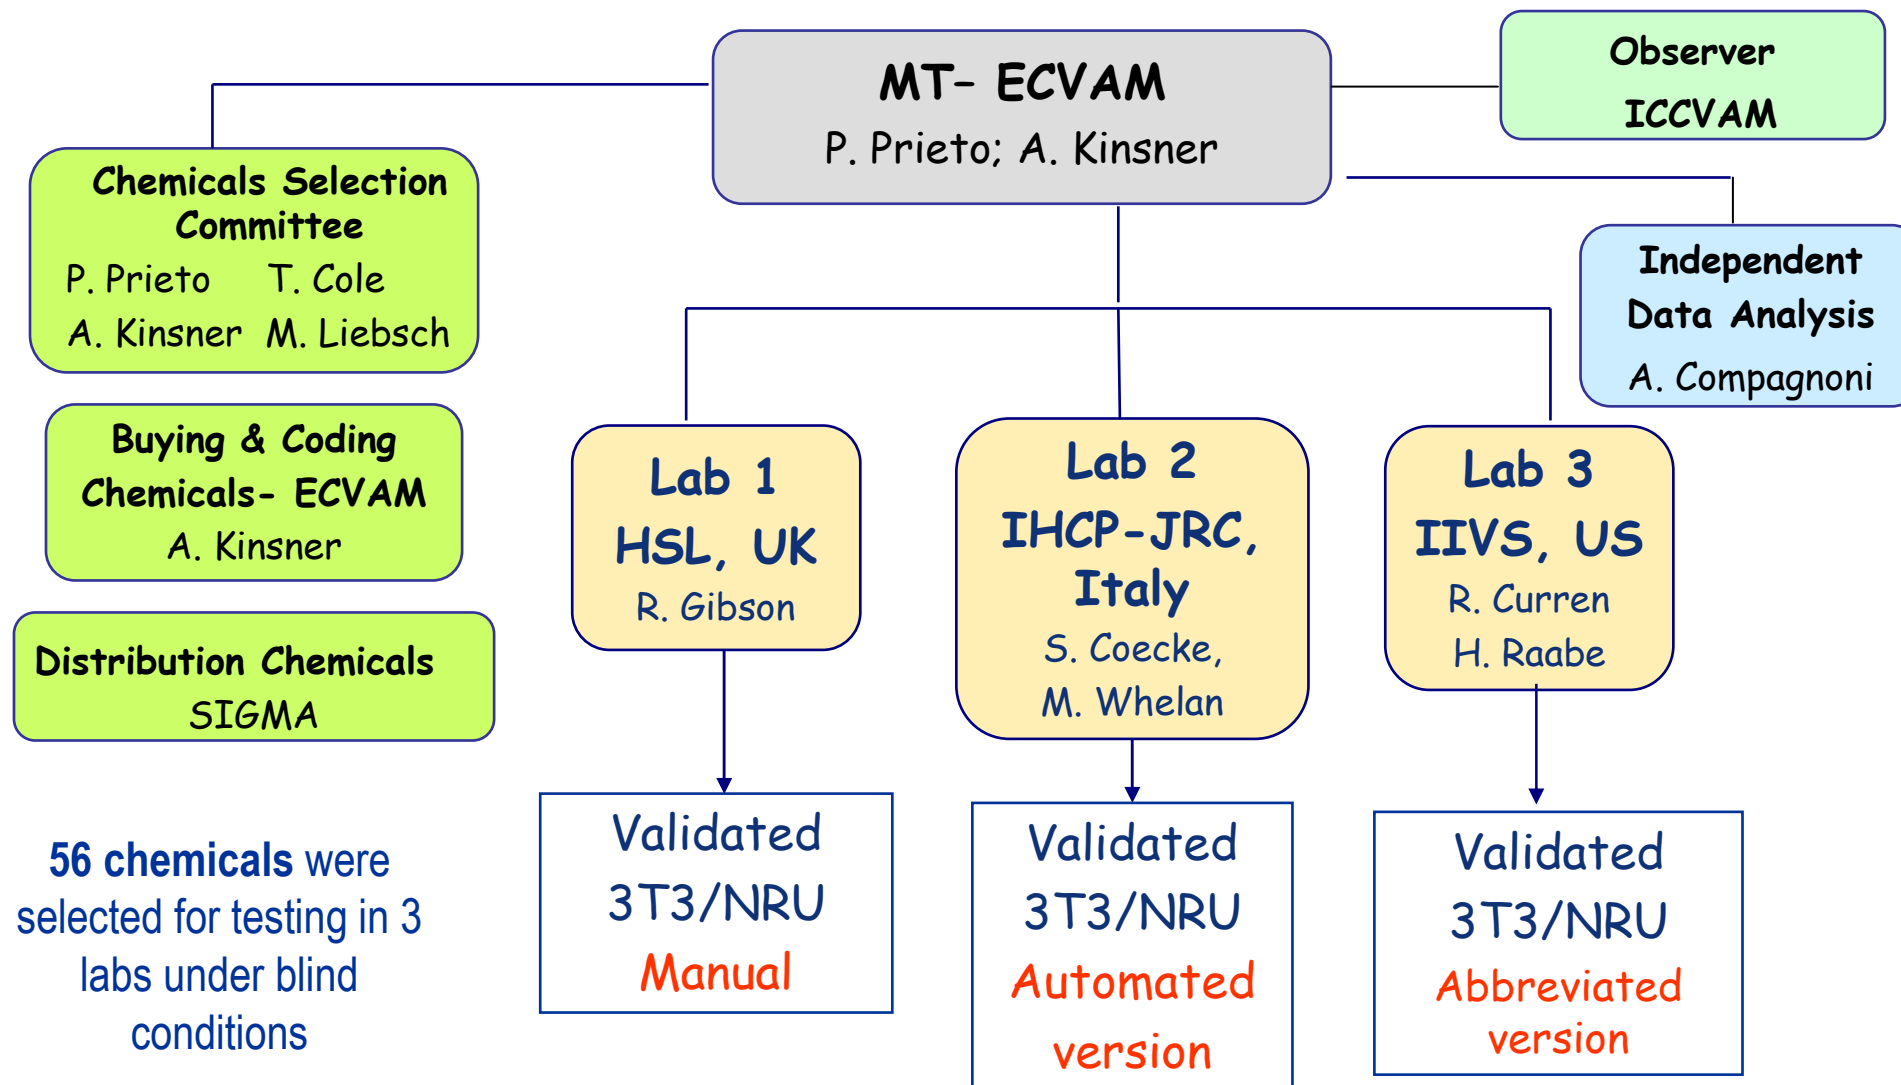 MT- ECVAM
P. Prieto; A. Kinsner
Observer
ICCVAM
Chemicals Selection
Committee
P. Prieto T. Cole
A. Kinsner M. Liebsch
Independent
Data Analysis
A. Compagnoni
Buying & Coding
Chemicals- ECVAM
A. Kinsner
Distribution Chemicals
SIGMA
Lab 1
HSL, UK
R. Gibson
Lab 2
IHCP-JRC,
Italy
S. Coecke,
M. Whelan
Lab 3
IIVS, US
R. Curren
H. Raabe
56 chemicals were
selected for testing in 3
labs under blind
conditions
Validated
3T3/NRU
Manual
Validated
3T3/NRU
Automated
version
Validated
3T3/NRU
Abbreviated
version